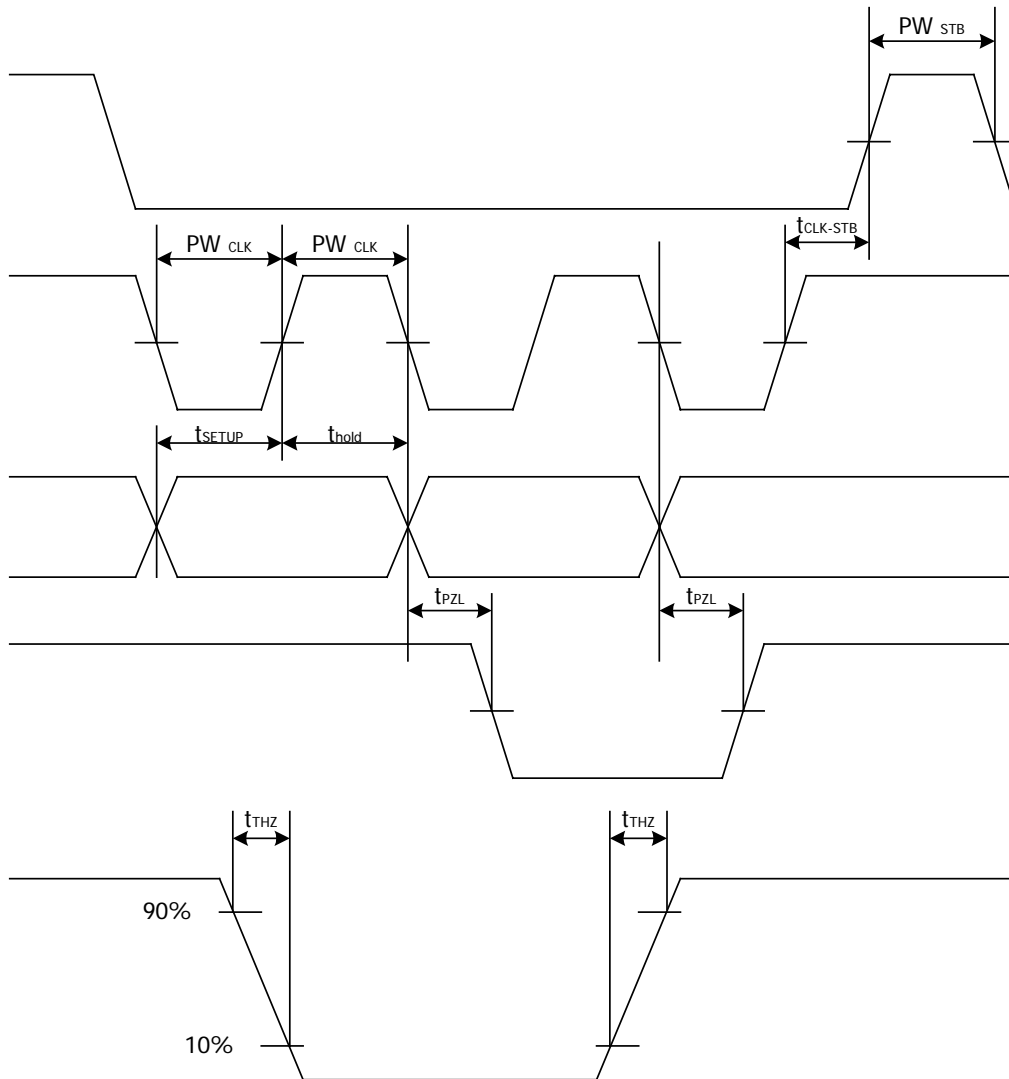 PW STB
tCLK-STB
PW CLK PW CLK
tSETUP thold
tPZL tPZL
tTHZ tTHZ
90%
10%